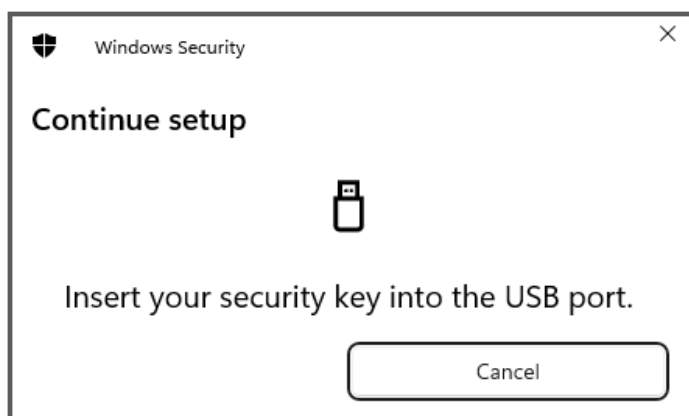 Windows Security
Continue setup
Insert your security key into the USB port.
Cancel